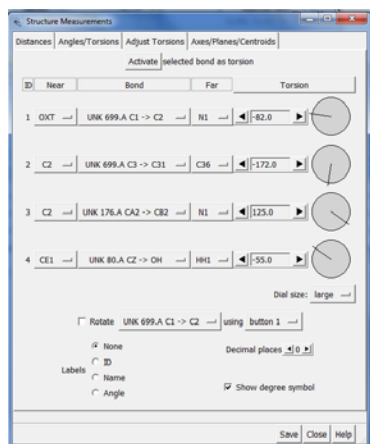 Structure Measurements
Distances Angles/Torsions Adjust Torsions Axes/Planes/Centroids
Activate selected bond as torsion
ID Near Bond Far Torsion
1 OXT UNK 699.A C1 -> C2 N1 -82.0
2 C2 UNK 699.A C3 -> C31 C36 -172.0
3 C2 UNK 176.A CA2 -> CB2 N1 125.0
4 CE1 UNK 80.A CZ -> OH HH1 -55.0
Dial size: large
Rotate UNK 699.A C1 -> C2 using button 1
Labels
None
ID
Name
Angle
Decimal places 0
Show degree symbol
Save Close Help